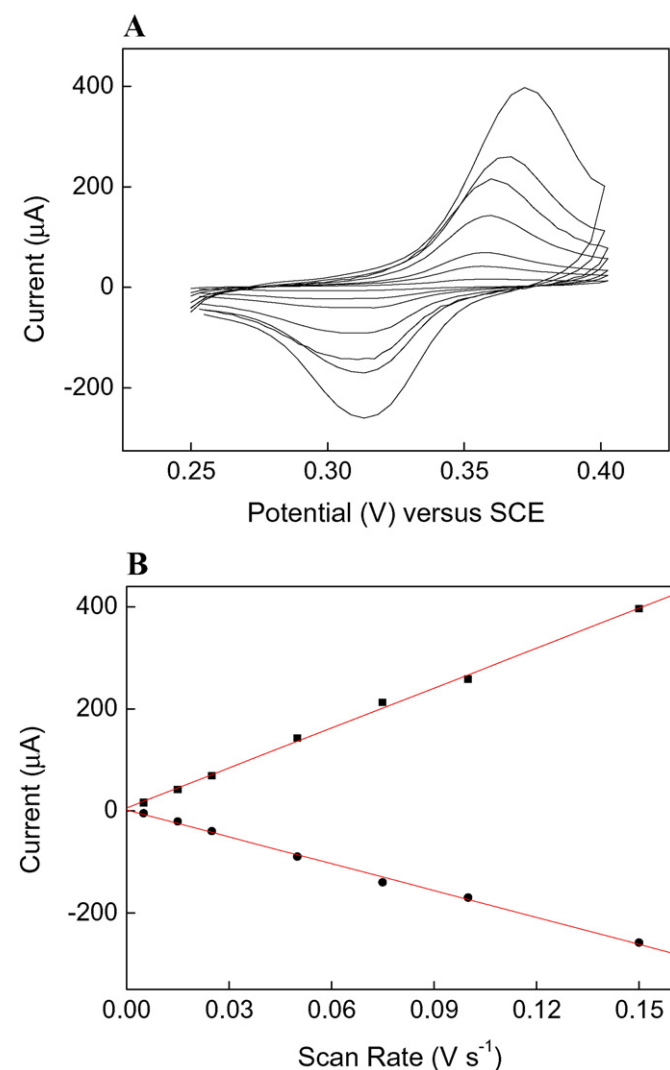 A
400
200
0
-200
Current (μA)
0.25 0.30 0.35 0.40
Potential (V) versus SCE
B
400
200
0
-200
Current (μA)
0.00 0.03 0.06 0.09 0.12 0.15
Scan Rate (V s⁻¹)